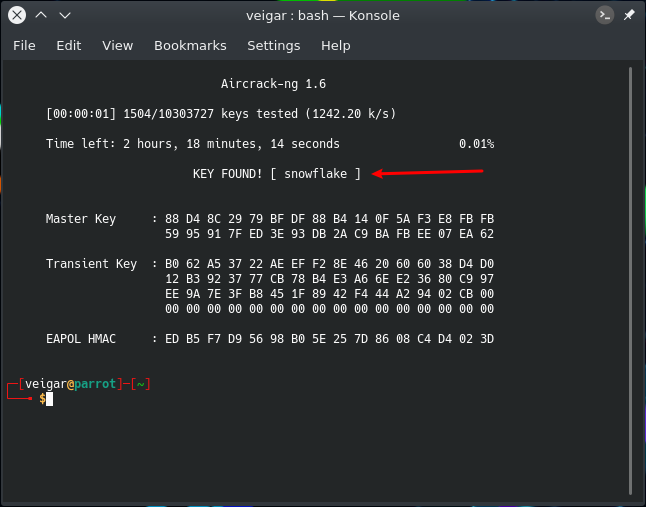 veigar : bash — Konsole
File Edit View Bookmarks Settings Help
Aircrack-ng 1.6
[00:00:01] 1504/10303727 keys tested (1242.20 k/s)
Time left: 2 hours, 18 minutes, 14 seconds 0.01%
KEY FOUND! [ snowflake ]
Master Key : 88 D4 8C 29 79 BF DF 88 B4 14 0F 5A F3 E8 FB FB
59 95 91 7F ED 3E 93 DB 2A C9 BA FB EE 07 EA 62
Transient Key : B0 62 A5 37 22 AE EF F2 8E 46 20 60 60 38 D4 D0
12 B3 92 37 77 CB 78 B4 E3 A6 6E E2 36 80 C9 97
EE 9A 7E 3F B8 45 1F 89 42 F4 44 A2 94 02 CB 00
00 00 00 00 00 00 00 00 00 00 00 00 00 00 00 00
EAPOL HMAC : ED B5 F7 D9 56 98 B0 5E 25 7D 86 08 C4 D4 02 3D
[veigar@parrot]-[~]
$